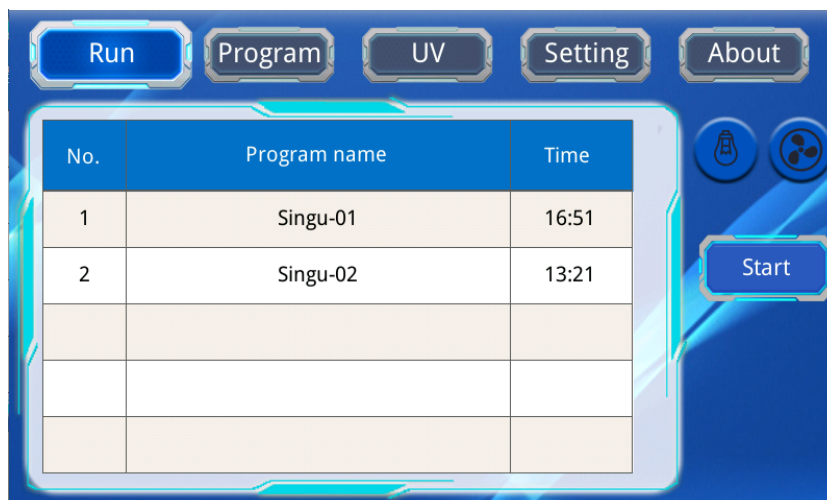 Run Program UV Setting About
No. Program name Time
1 Singu-01 16:51
2 Singu-02 13:21
Start